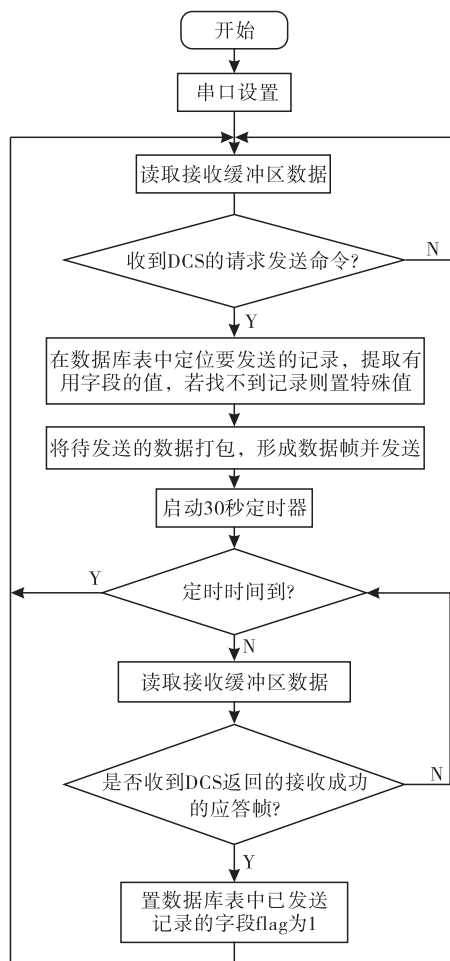 开始
串口设置
读取接收缓冲区数据
收到DCS的请求发送命令?
N
Y
在数据库表中定位要发送的记录，提取有
用字段的值，若找不到记录则置特殊值
将待发送的数据打包，形成数据帧并发送
启动30秒定时器
Y
定时时间到?
N
读取接收缓冲区数据
是否收到DCS返回的接收成功
的应答帧?
N
Y
置数据库表中已发送
记录的字段flag为1